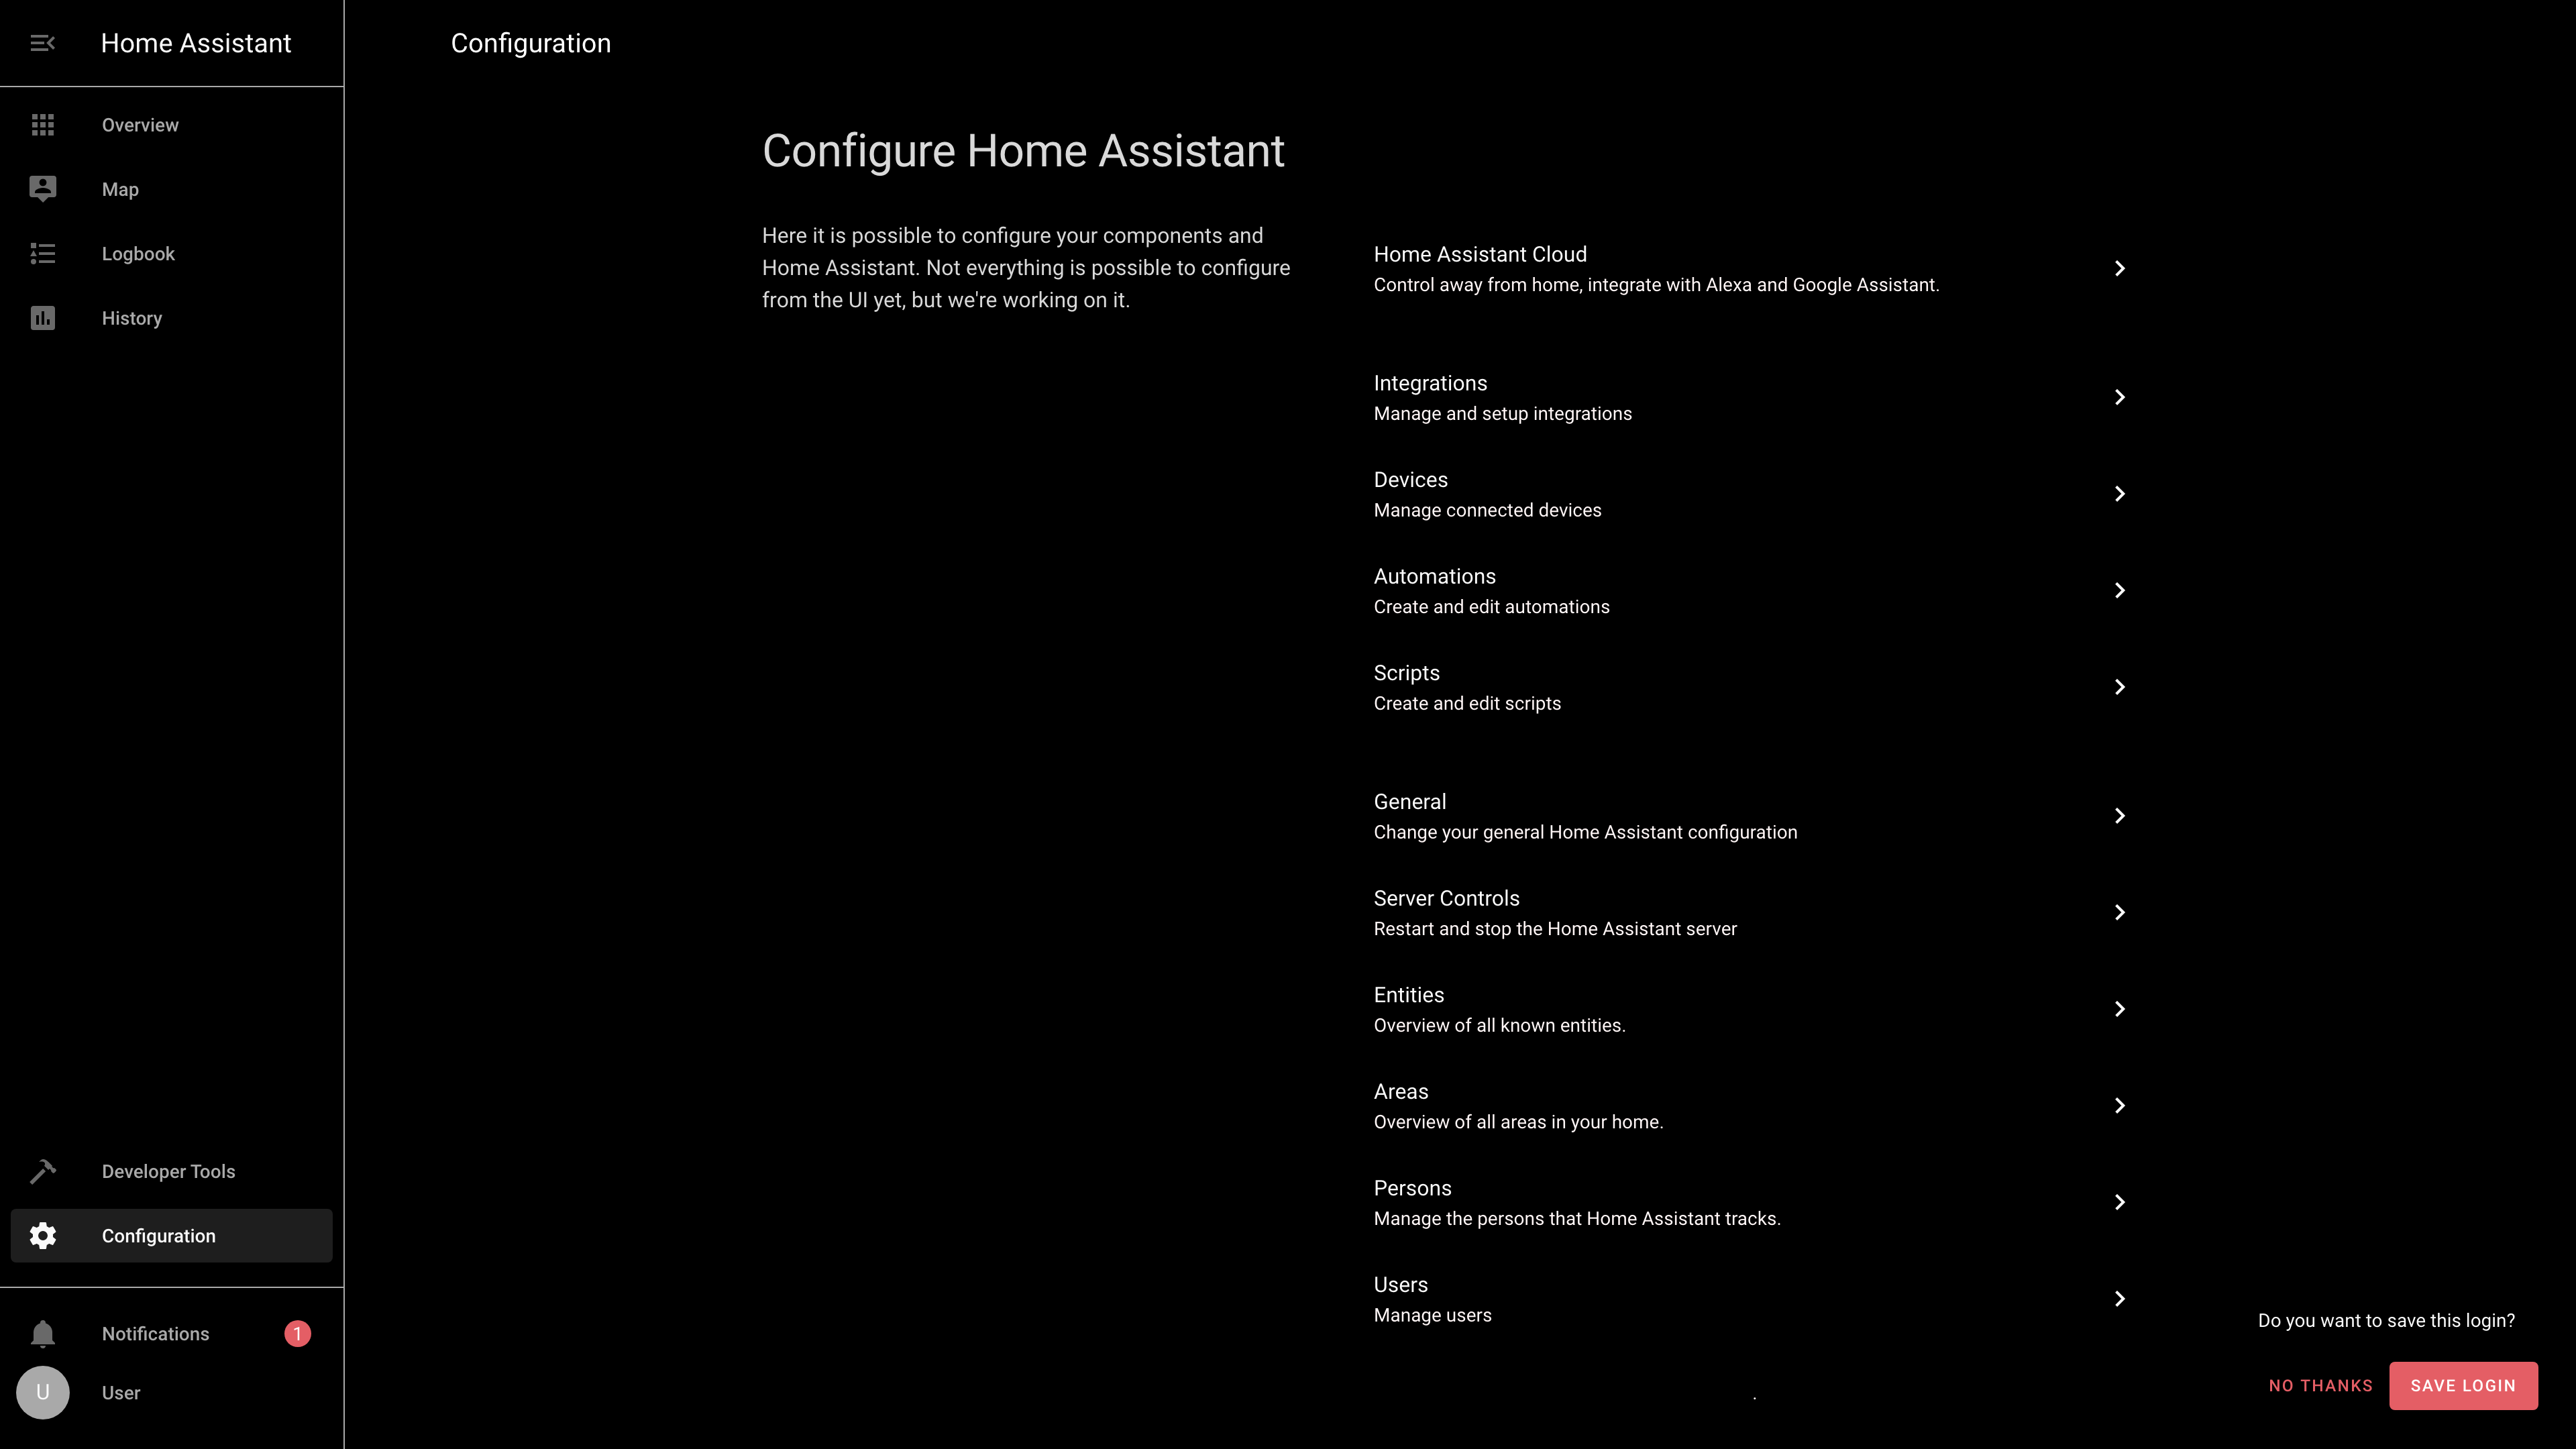 Home Assistant
Overview
Map
Logbook
History
Developer Tools
Configuration
Notifications
1
U
User
Configuration
Configure Home Assistant
Here it is possible to configure your components and
Home Assistant. Not everything is possible to configure
from the UI yet, but we're working on it.
Home Assistant Cloud
Control away from home, integrate with Alexa and Google Assistant.
Integrations
Manage and setup integrations
Devices
Manage connected devices
Automations
Create and edit automations
Scripts
Create and edit scripts
General
Change your general Home Assistant configuration
Server Controls
Restart and stop the Home Assistant server
Entities
Overview of all known entities.
Areas
Overview of all areas in your home.
Persons
Manage the persons that Home Assistant tracks.
Users
Manage users
.
Do you want to save this login?
NO THANKS
SAVE LOGIN